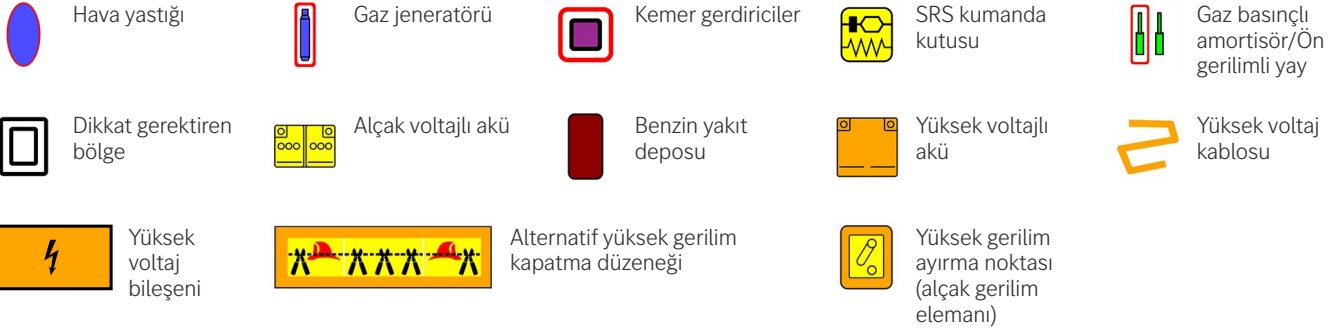 Hava yastığı
Gaz jeneratörü
Kemer gerdiriciler
SRS kumanda
kutusu
Gaz basınçlı
amortisör/Ön
gerilimli yay
Dikkat gerektiren
bölge
Alçak voltajlı akü
Benzin yakıt
deposu
Yüksek voltajlı
akü
Yüksek voltaj
kablosu
Yüksek
voltaj
bileşeni
Alternatif yüksek gerilim
kapatma düzeneği
Yüksek gerilim
ayırma noktası
(alçak gerilim
elemanı)